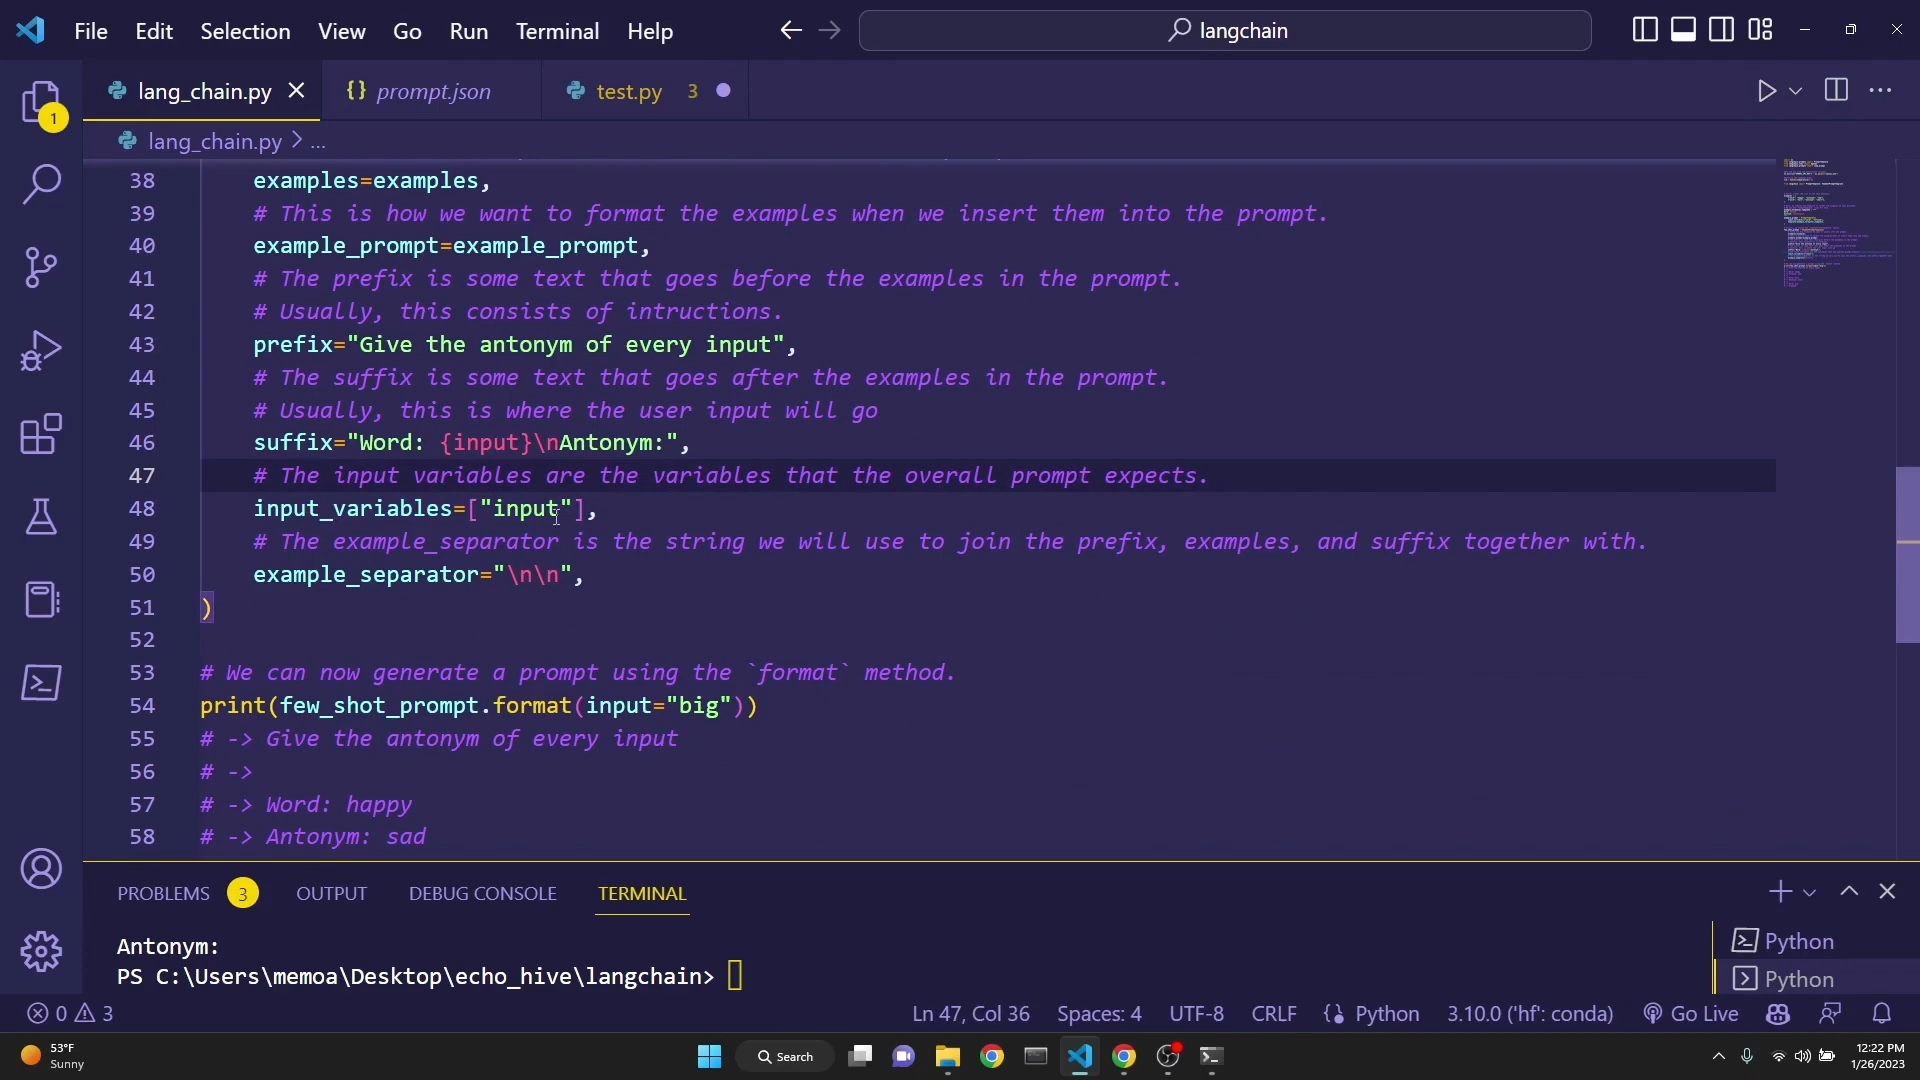 File Edit Selection View Go Run Terminal Help
langchain
1
lang_chain.py
{} prompt.json
test.py 3
lang_chain.py > ...
38 examples=examples,
39 # This is how we want to format the examples when we insert them into the prompt.
40 example_prompt=example_prompt,
41 # The prefix is some text that goes before the examples in the prompt.
42 # Usually, this consists of intructions.
43 prefix="Give the antonym of every input",
44 # The suffix is some text that goes after the examples in the prompt.
45 # Usually, this is where the user input will go
46 suffix="Word: {input}\nAntonym:",
47 # The input variables are the variables that the overall prompt expects.
48 input_variables=["input"],
49 # The example_separator is the string we will use to join the prefix, examples, and suffix together with.
50 example_separator="\n\n",
51 )
52
53 # We can now generate a prompt using the `format` method.
54 print(few_shot_prompt.format(input="big"))
55 # -> Give the antonym of every input
56 # ->
57 # -> Word: happy
58 # -> Antonym: sad
PROBLEMS 3 OUTPUT DEBUG CONSOLE TERMINAL
Antonym:
PS C:\Users\memoa\Desktop\echo_hive\langchain>
Python
Python
0 3 Ln 47, Col 36 Spaces: 4 UTF-8 CRLF {} Python 3.10.0 ('hf': conda) Go Live
53°F
Sunny
Search
12:22 PM
1/26/2023